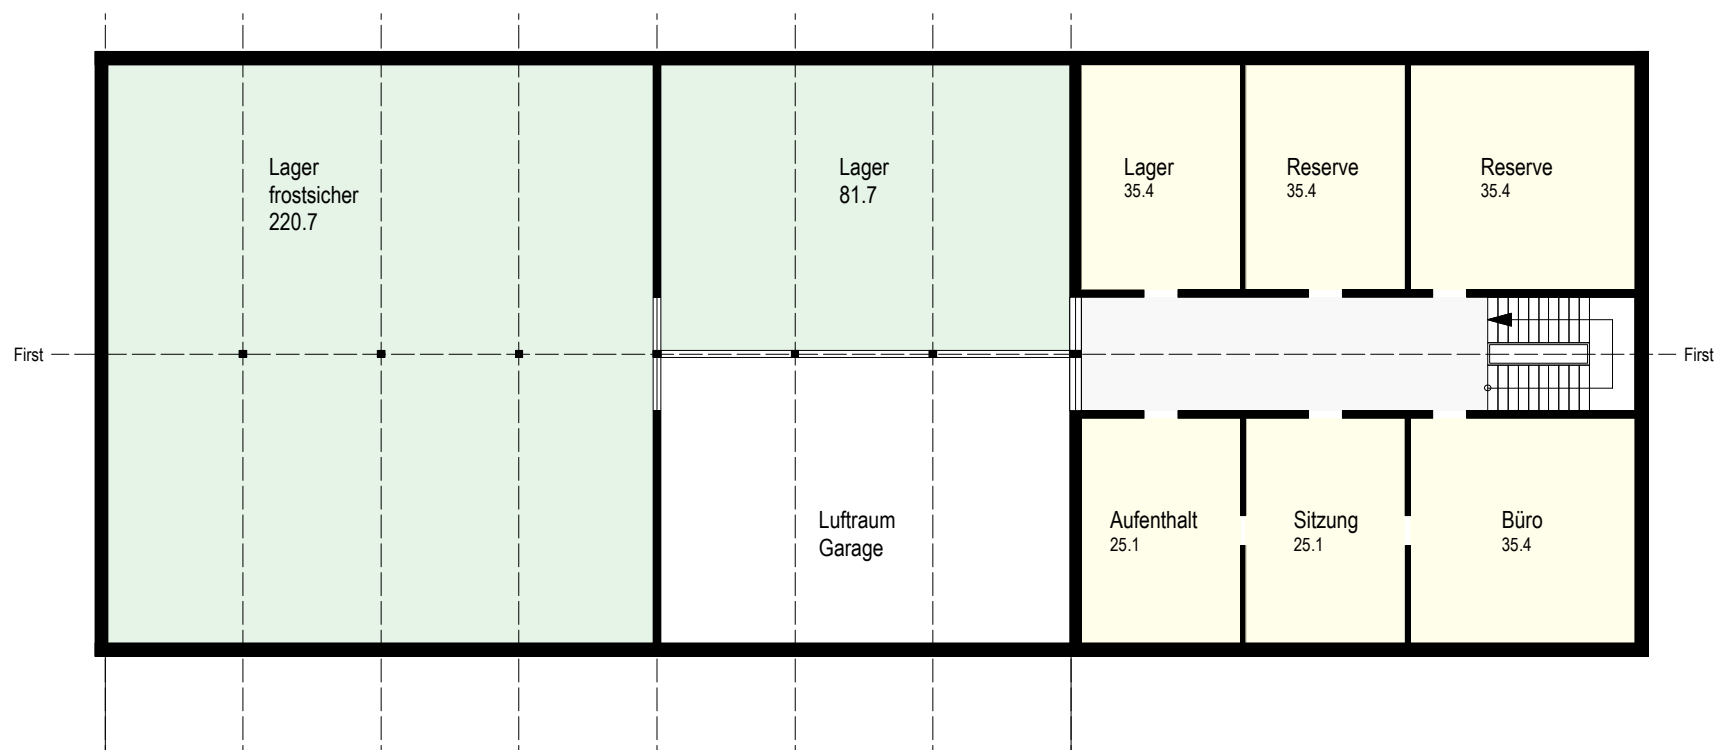 Lager
frostsicher
220.7
Lager
81.7
Lager
35.4
Reserve
35.4
Reserve
35.4
First
First
Luftraum
Garage
Aufenthalt
25.1
Sitzung
25.1
Büro
35.4